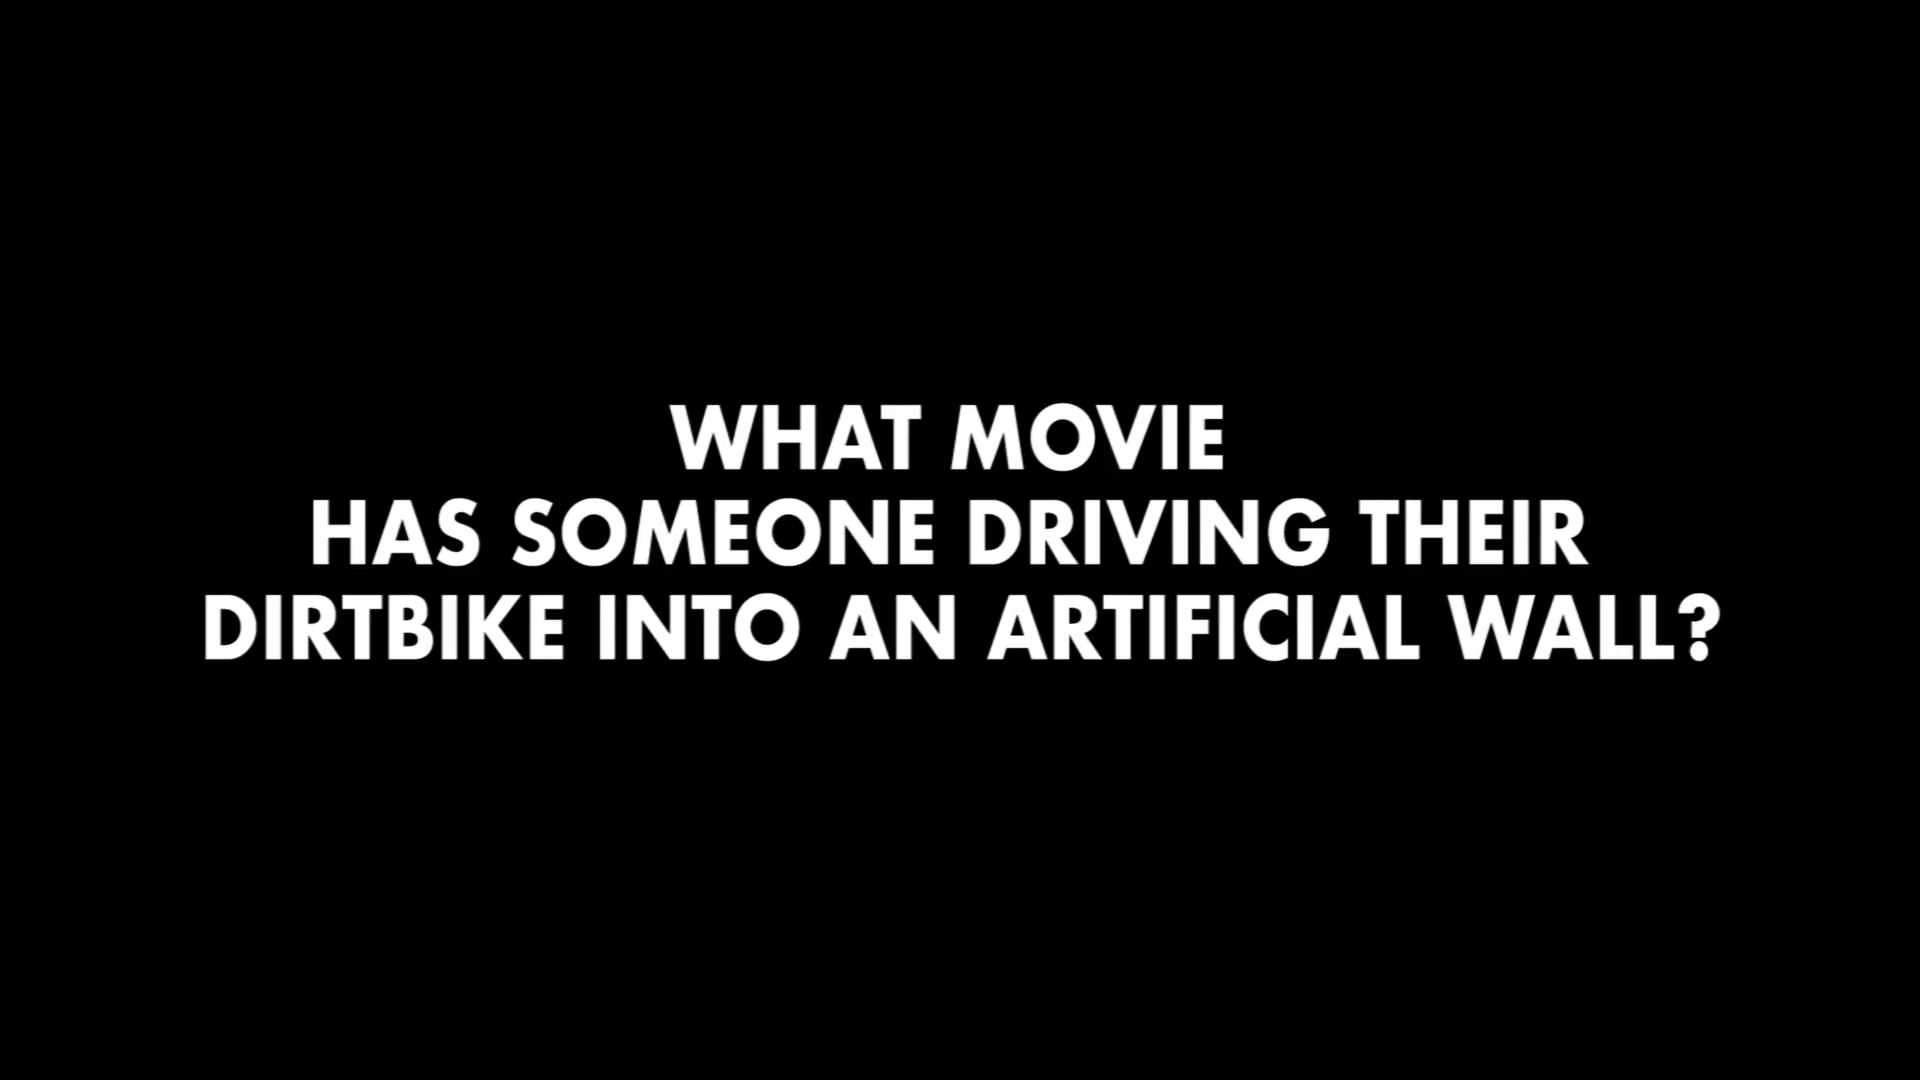 WHAT MOVIE
HAS SOMEONE DRIVING THEIR
DIRTBIKE INTO AN ARTIFICIAL WALL?